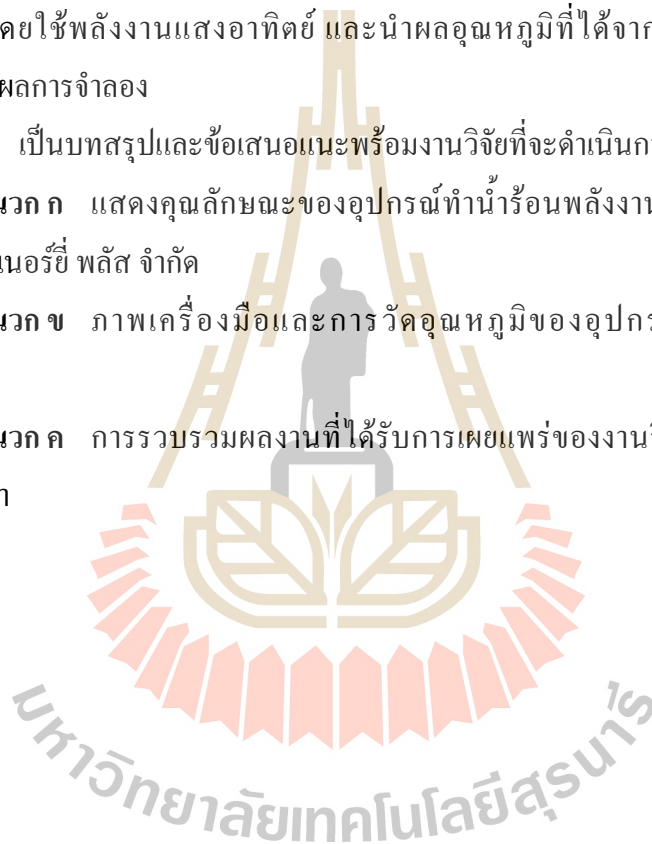 ดยใช้พลังงานแสงอาทิตย์ และนำผลอุณหภูมิที่ได้จาก
ผลการจำลอง
เป็นบทสรุปและข้อเสนอแนะพร้อมงานวิจัยที่จะดำเนินก
นวก ก แสดงคุณลักษณะของอุปกรณ์ทำน้ำร้อนพลังงาน
นอร์ยี่ พลัส จำกัด
นวก ข ภาพเครื่องมือและการวัดอุณหภูมิของอุปกร
นวก ค การรวบรวมผลงานที่ได้รับการเผยแพร่ของงานวิ
า
มหาวิทยาลัยเทคโนโลยีสุรนารี